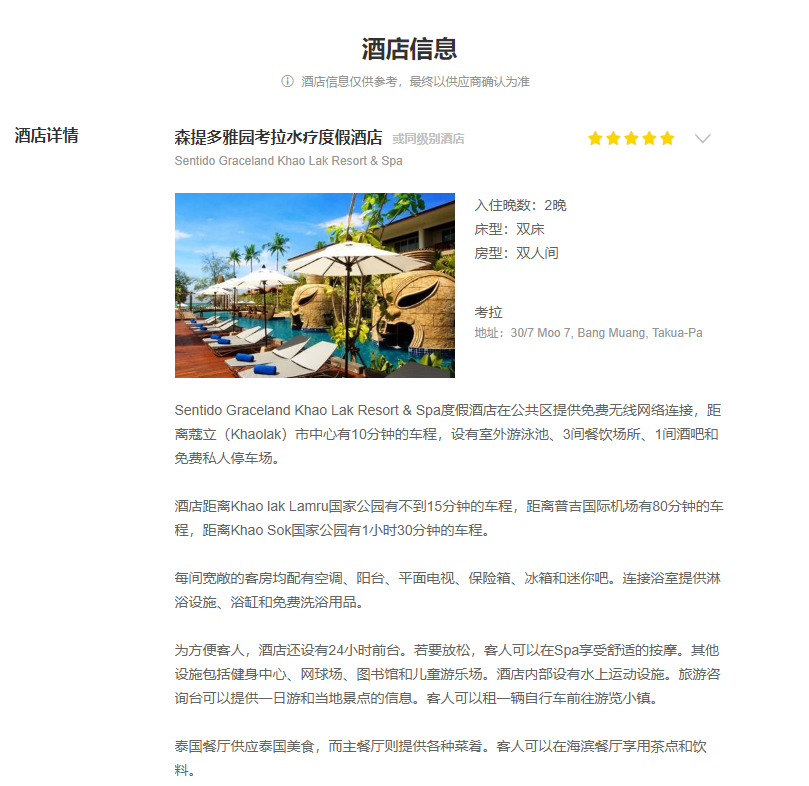 酒店信息
酒店信息仅供参考，最终以供应商确认为准
酒店详情
森提多雅园考拉水疗度假酒店 或同级别酒店
Sentido Graceland Khao Lak Resort & Spa
入住晚数：2晚
床型：双床
房型：双人间
考拉
地址：30/7 Moo 7, Bang Muang, Takua-Pa
Sentido Graceland Khao Lak Resort & Spa度假酒店在公共区提供免费无线网络连接，距
离蔻立（Khaolak）市中心有10分钟的车程，设有室外游泳池、3间餐饮场所、1间酒吧和
免费私人停车场。
酒店距离Khao lak Lamru国家公园有不到15分钟的车程，距离普吉国际机场有80分钟的车
程，距离Khao Sok国家公园有1小时30分钟的车程。
每间宽敞的客房均配有空调、阳台、平面电视、保险箱、冰箱和迷你吧。连接浴室提供淋
浴设施、浴缸和免费洗浴用品。
为方便客人，酒店还设有24小时前台。若要放松，客人可以在Spa享受舒适的按摩。其他
设施包括健身中心、网球场、图书馆和儿童游乐场。酒店内部设有水上运动设施。旅游咨
询台可以提供一日游和当地景点的信息。客人可以租一辆自行车前往游览小镇。
泰国餐厅供应泰国美食，而主餐厅则提供各种菜肴。客人可以在海滨餐厅享用茶点和饮
料。